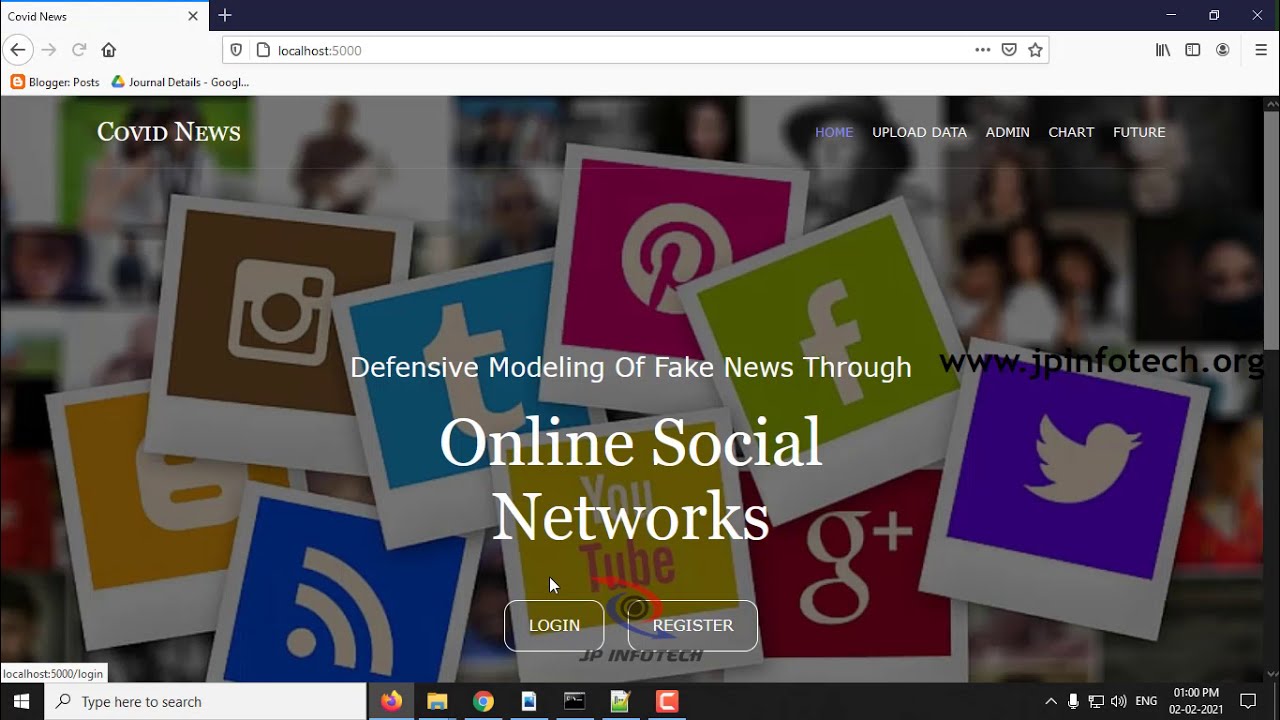 Covid News
localhost:5000
Blogger: Posts
Journal Details - Googl...
COVID NEWS
HOME
UPLOAD DATA
ADMIN
CHART
FUTURE
Defensive Modeling Of Fake News Through
www.jpinfotech.org
Online Social
Networks
You
Tube
g+
LOGIN
REGISTER
JP INFOTECH
localhost:5000/login
Type here to search
ENG
01:00 PM
02-02-2021